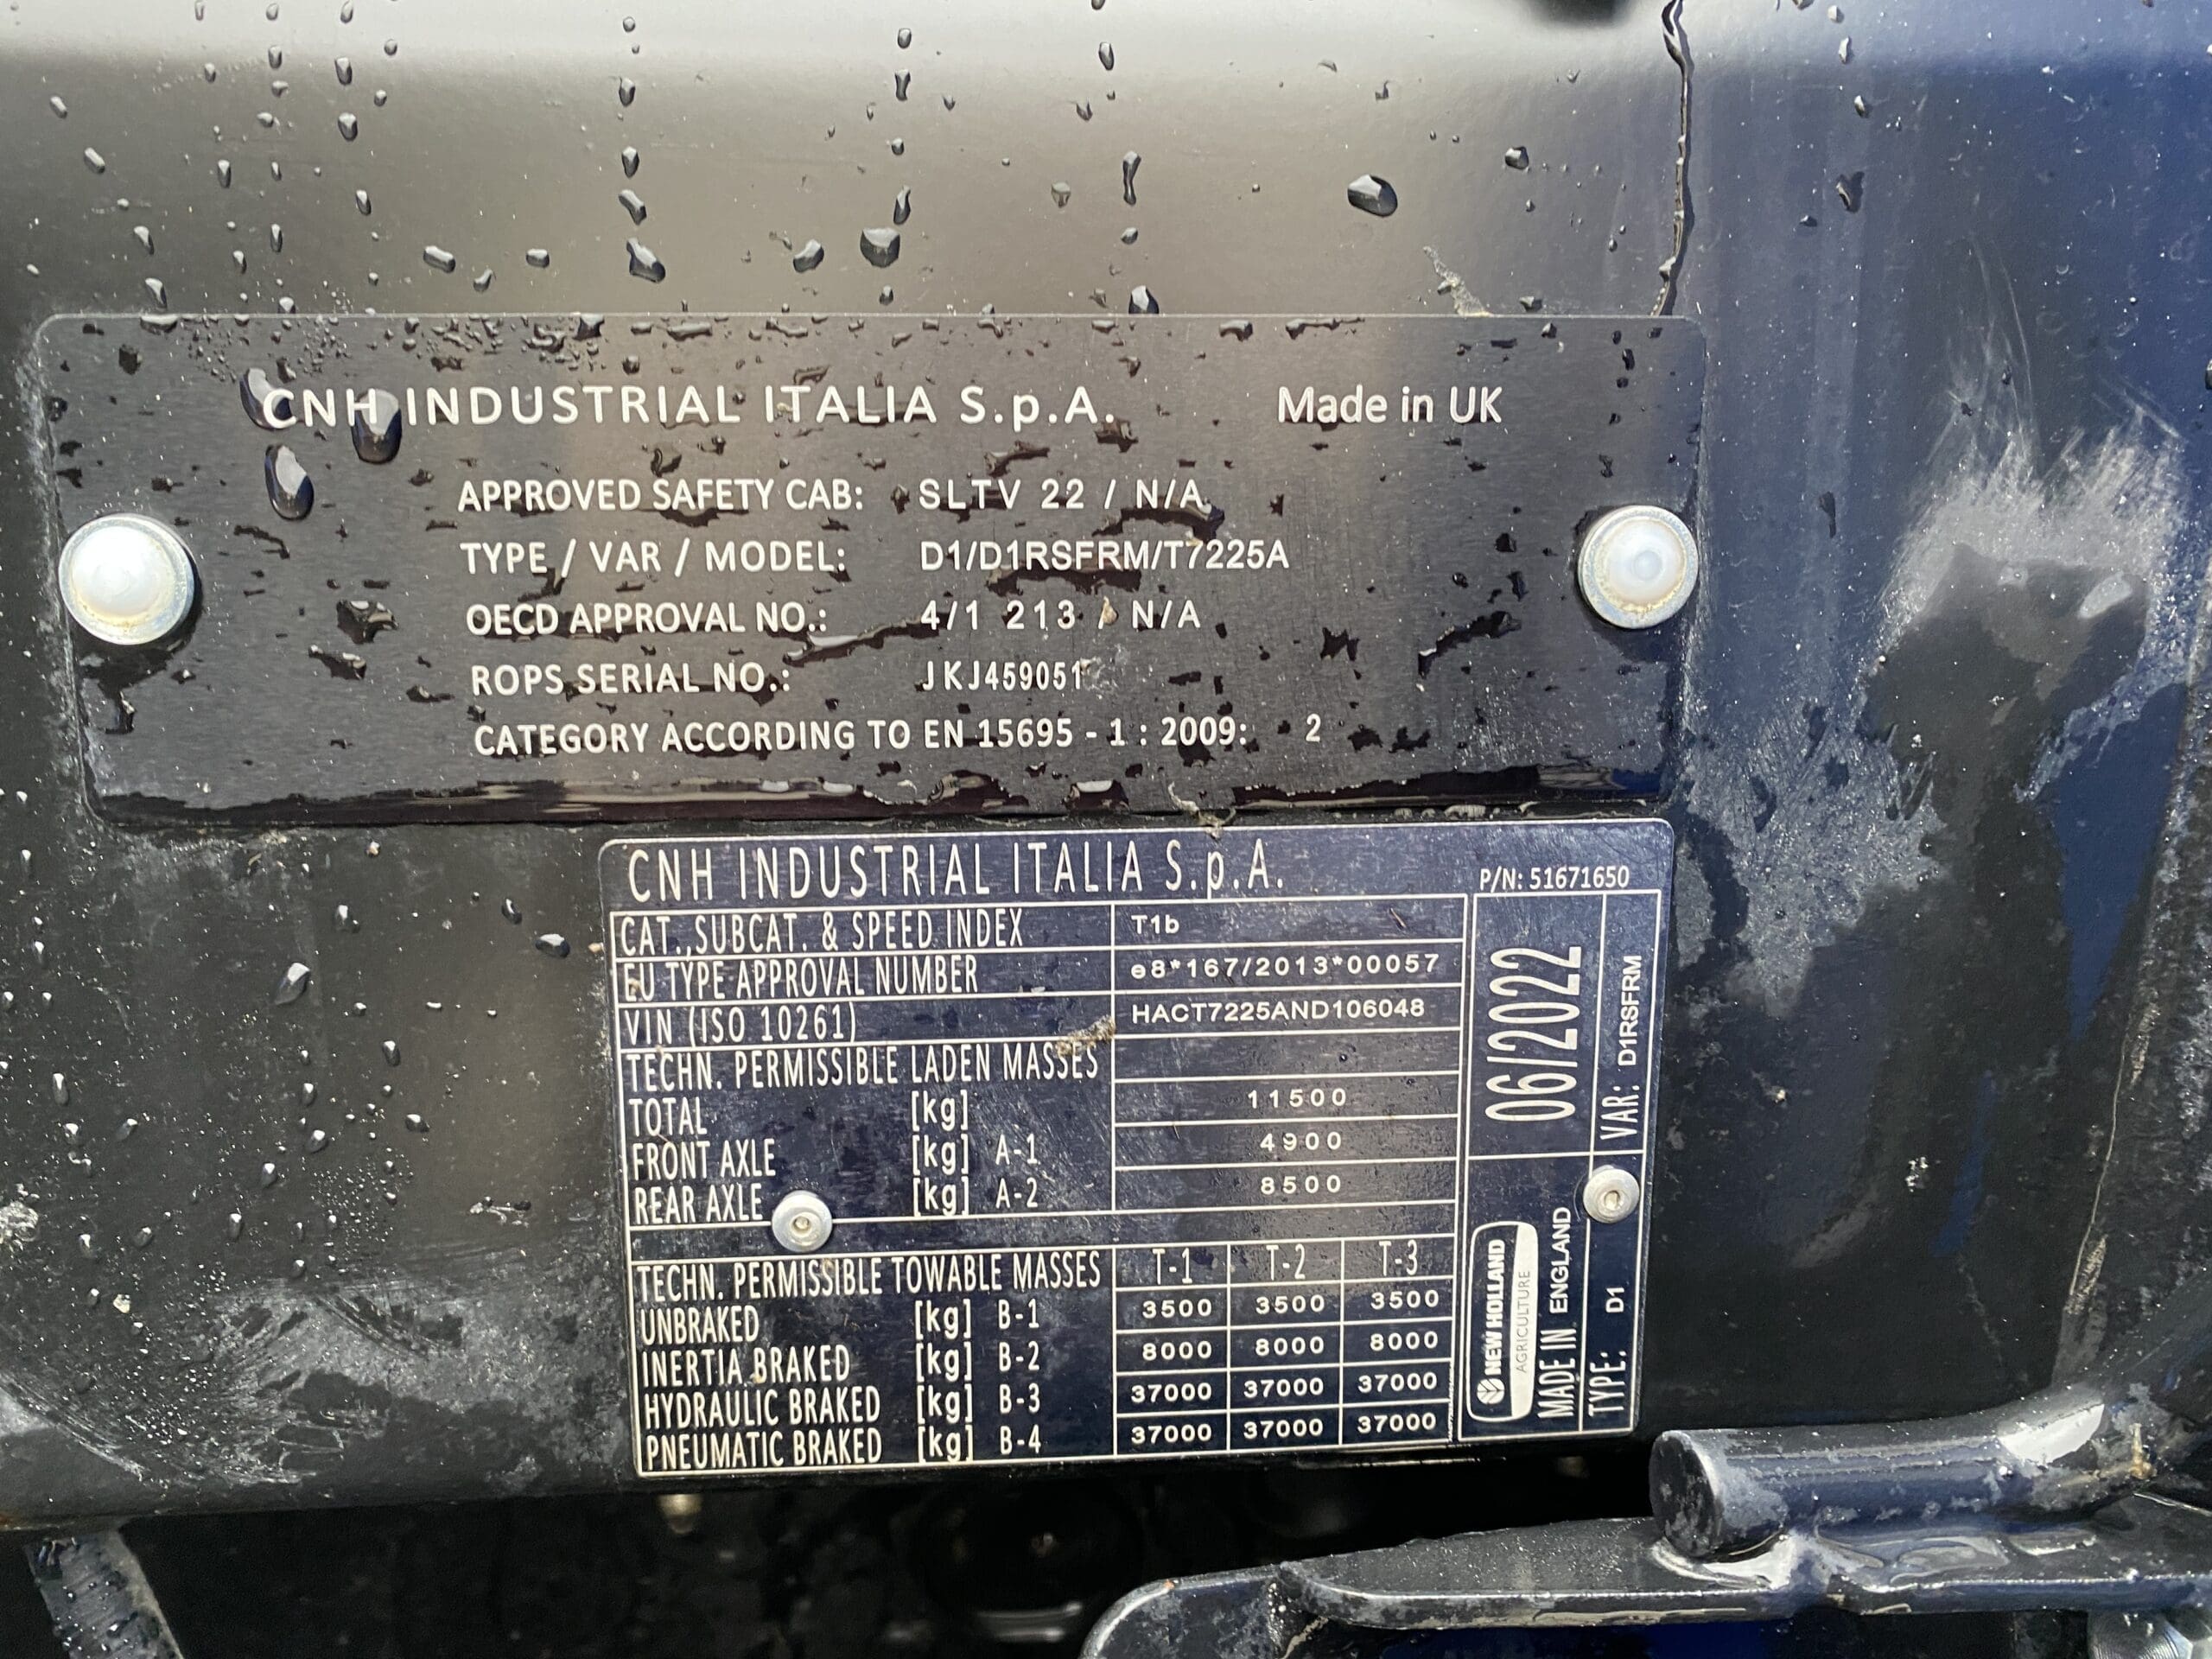 CNH INDUSTRIAL ITALIA S.p.A. Made in UK
APPROVED SAFETY CAB: SLTV 22 / N/A
TYPE / VAR / MODEL: D1/D1RSFRM/T7225A
OECD APPROVAL NO.: 4/1 213 / N/A
ROPS SERIAL NO.: JKJ459051
CATEGORY ACCORDING TO EN 15695 - 1 : 2009: 2
CNH INDUSTRIAL ITALIA S.p.A. P/N: 51671650
CAT.,SUBCAT. & SPEED INDEX T1b
EU TYPE APPROVAL NUMBER e8*167/2013*00057
VIN (ISO 10261) HACT7225AND106048
TECHN. PERMISSIBLE LADEN MASSES
TOTAL [kg] 11500
FRONT AXLE [kg] A-1 4900
REAR AXLE [kg] A-2 8500
TECHN. PERMISSIBLE TOWABLE MASSES T-1 T-2 T-3
UNBRAKED [kg] B-1 3500 3500 3500
INERTIA BRAKED [kg] B-2 8000 8000 8000
HYDRAULIC BRAKED [kg] B-3 37000 37000 37000
PNEUMATIC BRAKED [kg] B-4 37000 37000 37000
06/2022
VAR: D1RSFRM
NEW HOLLAND
AGRICULTURE
MADE IN ENGLAND
TYPE: D1